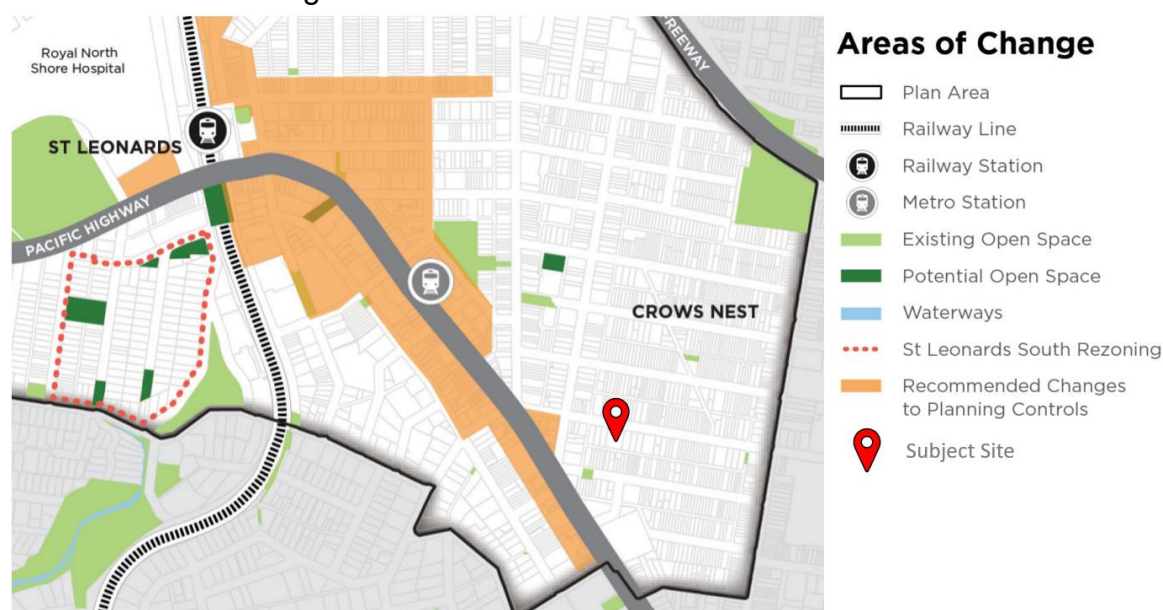 Royal North
Shore Hospital
ST LEONARDS
PACIFIC HIGHWAY
FREEWAY
CROWS NEST
Areas of Change
Plan Area
Railway Line
Railway Station
Metro Station
Existing Open Space
Potential Open Space
Waterways
St Leonards South Rezoning
Recommended Changes
to Planning Controls
Subject Site